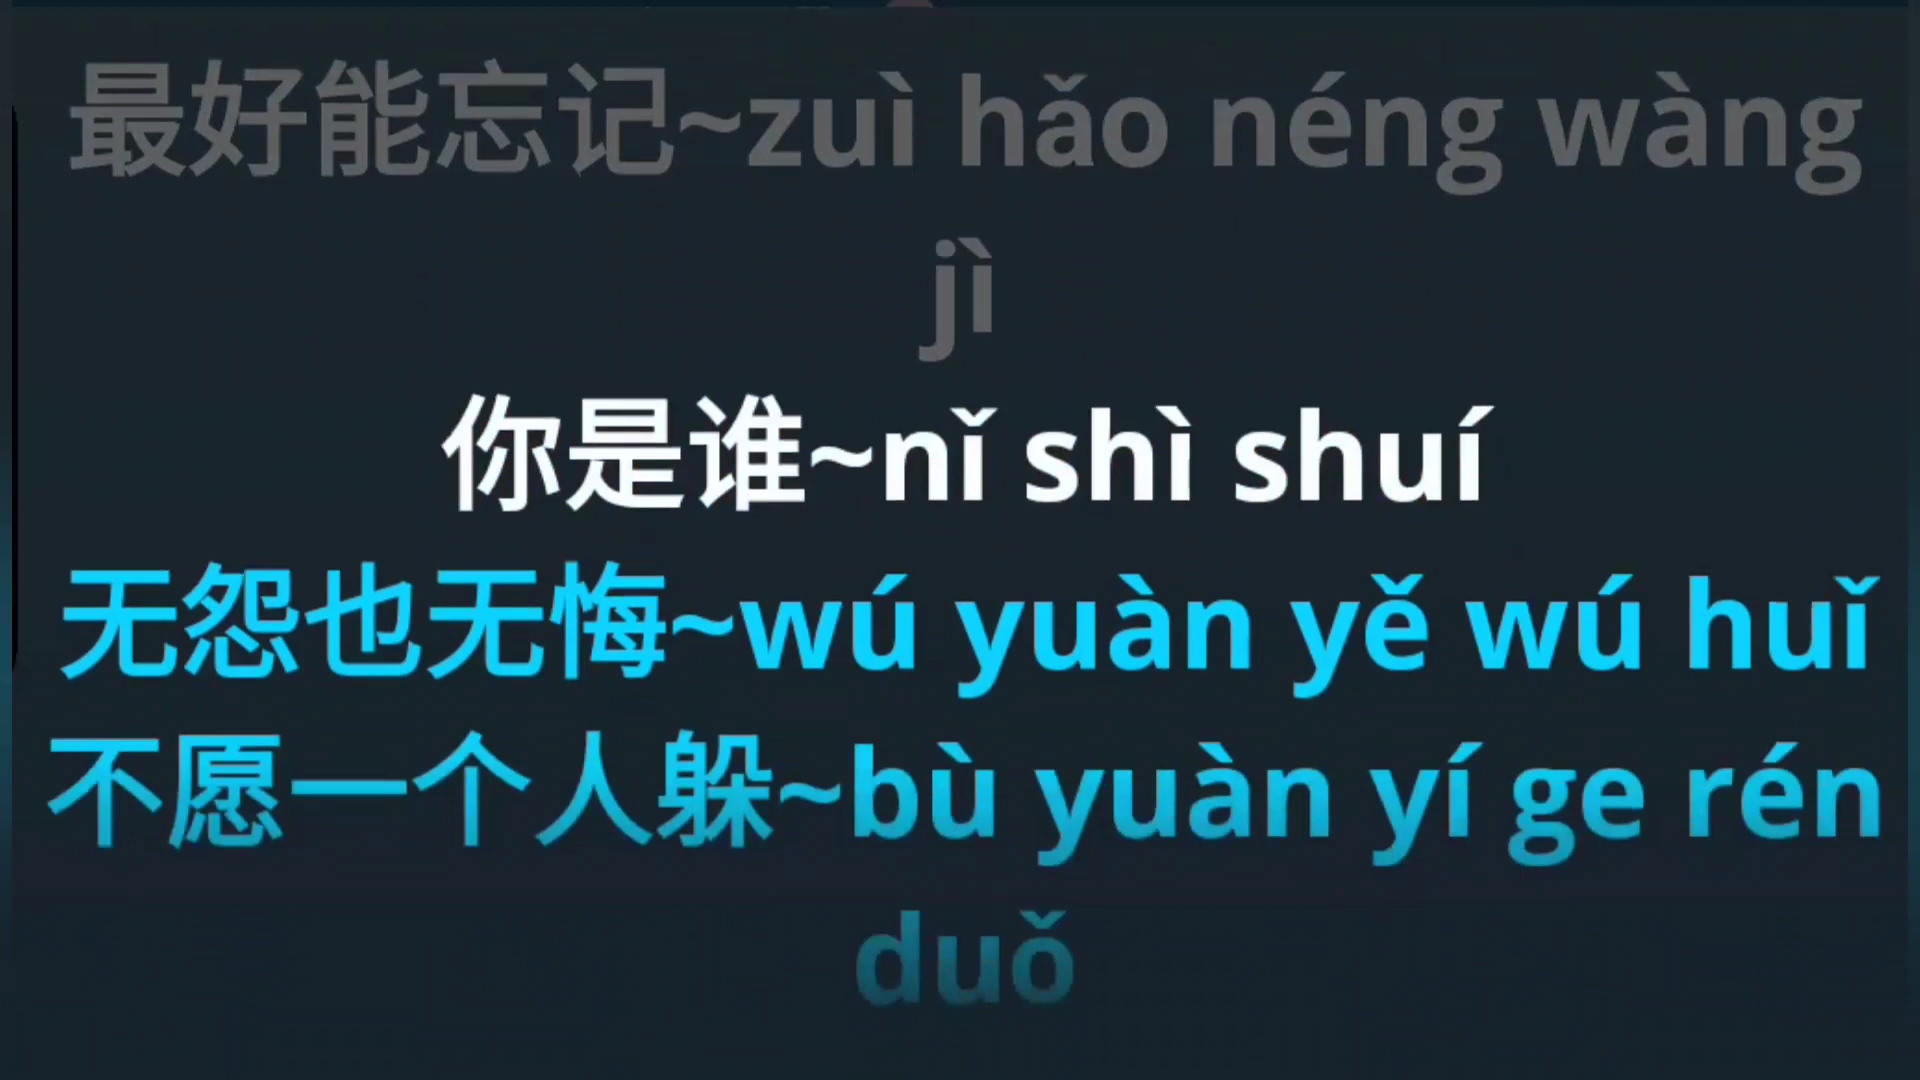 最好能忘记~zuì hǎo néng wàng
jì
你是谁~nǐ shì shuí
无怨也无悔~wú yuàn yě wú huǐ
不愿一个人躲~bù yuàn yí ge rén
duǒ